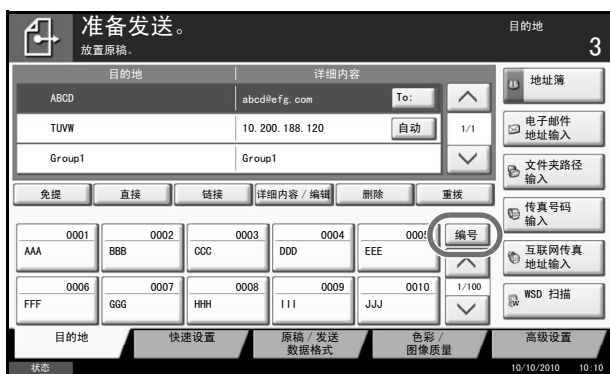 准备发送。
放置原稿。
目的地
3
目的地 详细内容
ABCD abcd@efg.com To:
TUVW 10.200.188.120 自动 1/1
Group1 Group1
免提 直接 链接 详细内容 / 编辑 删除 重拨
0001 0002 0003 0004 0005 编号
AAA BBB CCC DDD EEE
0006 0007 0008 0009 0010 1/100
FFF GGG HHH III JJJ
地址簿
电子邮件
地址输入
文件夹路径
输入
传真号码
输入
互联网传真
地址输入
WSD 扫描
目的地
快速设置
原稿 / 发送
数据格式
色彩 /
图像质量
高级设置
状态 10/10/2010 10:10